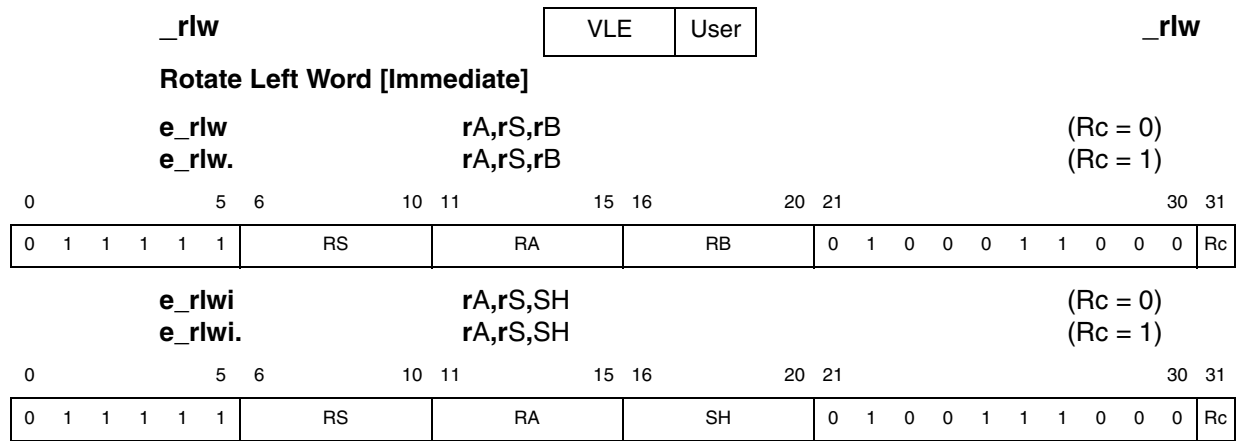 _rlw VLE User _rlw
Rotate Left Word [Immediate]
e_rlw rA,rS,rB (Rc = 0)
e_rlw. rA,rS,rB (Rc = 1)
0 5 6 10 11 15 16 20 21 30 31
0 1 1 1 1 1 RS RA RB 0 1 0 0 0 1 1 0 0 0 Rc
e_rlwi rA,rS,SH (Rc = 0)
e_rlwi. rA,rS,SH (Rc = 1)
0 5 6 10 11 15 16 20 21 30 31
0 1 1 1 1 1 RS RA SH 0 1 0 0 1 1 1 0 0 0 Rc